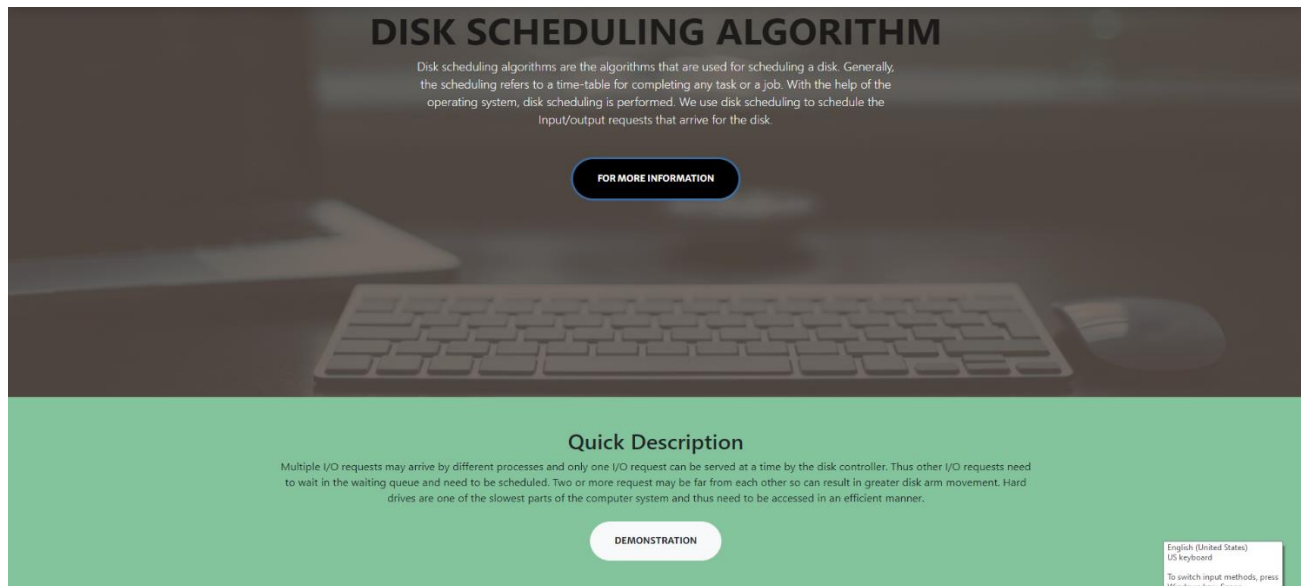 DISK SCHEDULING ALGORITHM
Disk scheduling algorithms are the algorithms that are used for scheduling a disk. Generally,
the scheduling refers to a time-table for completing any task or a job. With the help of the
operating system, disk scheduling is performed. We use disk scheduling to schedule the
Input/output requests that arrive for the disk.
FOR MORE INFORMATION
Quick Description
Multiple I/O requests may arrive by different processes and only one I/O request can be served at a time by the disk controller. Thus other I/O requests need
to wait in the waiting queue and need to be scheduled. Two or more request may be far from each other so can result in greater disk arm movement. Hard
drives are one of the slowest parts of the computer system and thus need to be accessed in an efficient manner.
DEMONSTRATION
English (United States)
US keyboard
To switch input methods, press